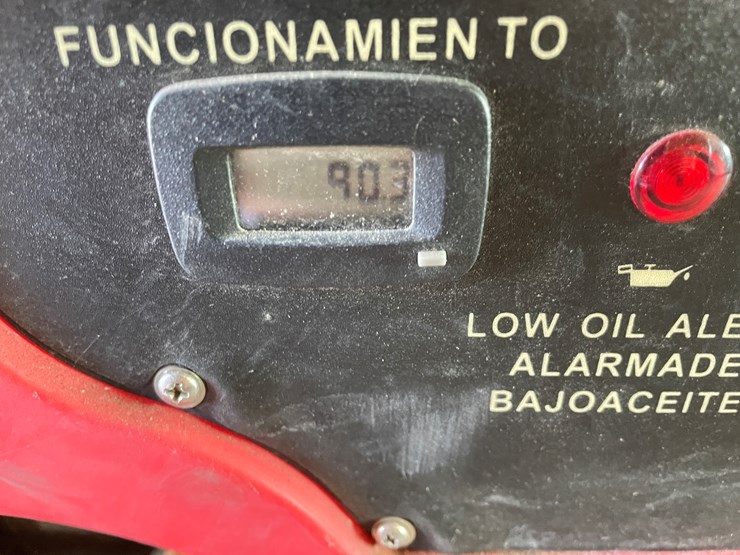 FUNCIONAMIEN TO
90.3
LOW OIL ALE
ALARMADE
BAJOACEITE